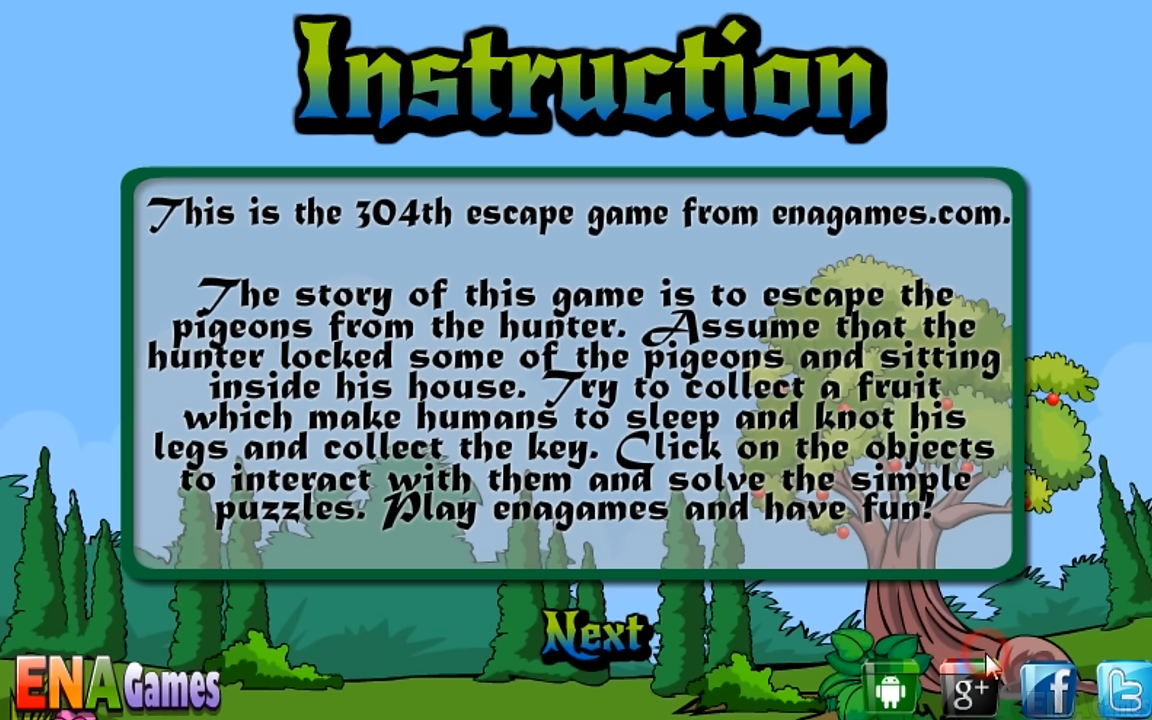 Instruction
This is the 304th escape game from enagames.com.
The story of this game is to escape the
pigeons from the hunter. Assume that the
hunter locked some of the pigeons and sitting
inside his house. Try to collect a fruit
which make humans to sleep and knot his
legs and collect the key. Click on the objects
to interact with them and solve the simple
puzzles. Play enagames and have fun!
Next
ENA Games
g+
f
t